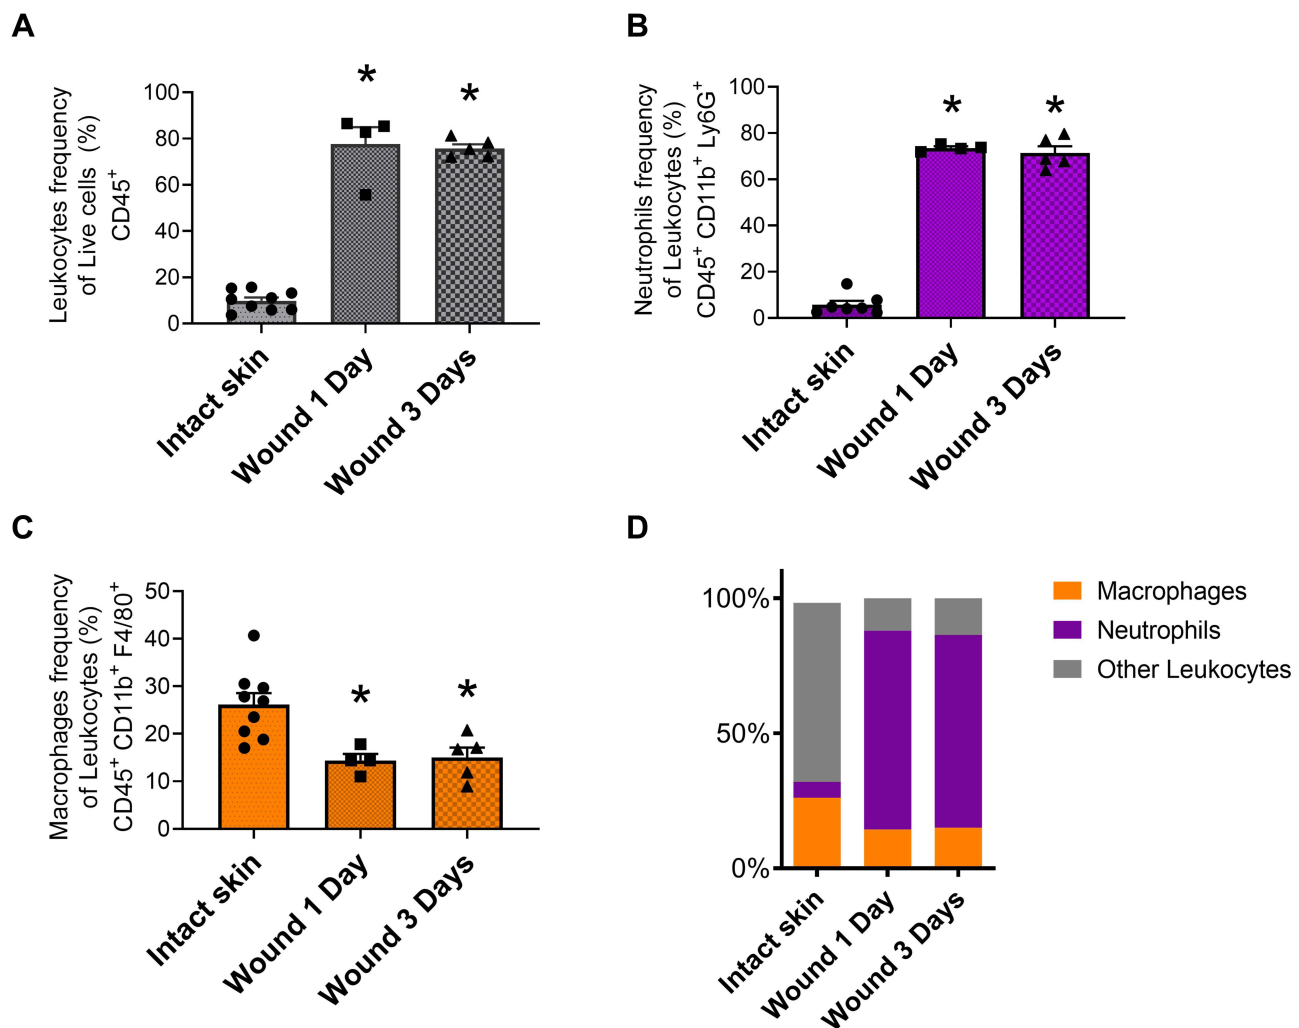 A
Leukocytes frequency
of Live cells (%)
CD45⁺
100
80
60
40
20
0
*
*
Intact skin
Wound 1 Day
Wound 3 Days
B
Neutrophils frequency
of Leukocytes (%)
CD45⁺ CD11b⁺ Ly6G⁺
100
80
60
40
20
0
*
*
Intact skin
Wound 1 Day
Wound 3 Days
C
Macrophages frequency
of Leukocytes (%)
CD45⁺ CD11b⁺ F4/80⁺
50
40
30
20
10
0
*
*
Intact skin
Wound 1 Day
Wound 3 Days
D
100%
50%
0%
Intact skin
Wound 1 Day
Wound 3 Days
Macrophages
Neutrophils
Other Leukocytes